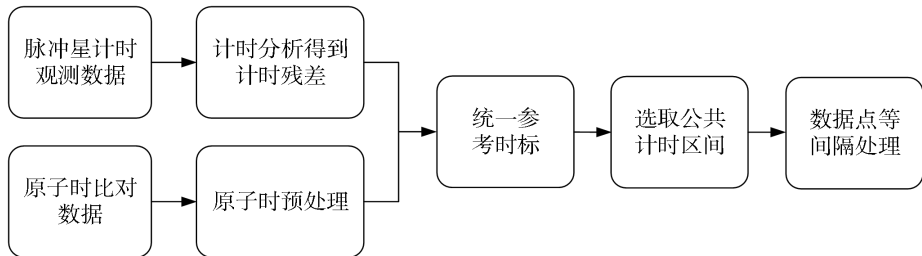 脉冲星计时
观测数据
计时分析得到
计时残差
原子时比对
数据
原子时预处理
统一参
考时标
选取公共
计时区间
数据点等
间隔处理